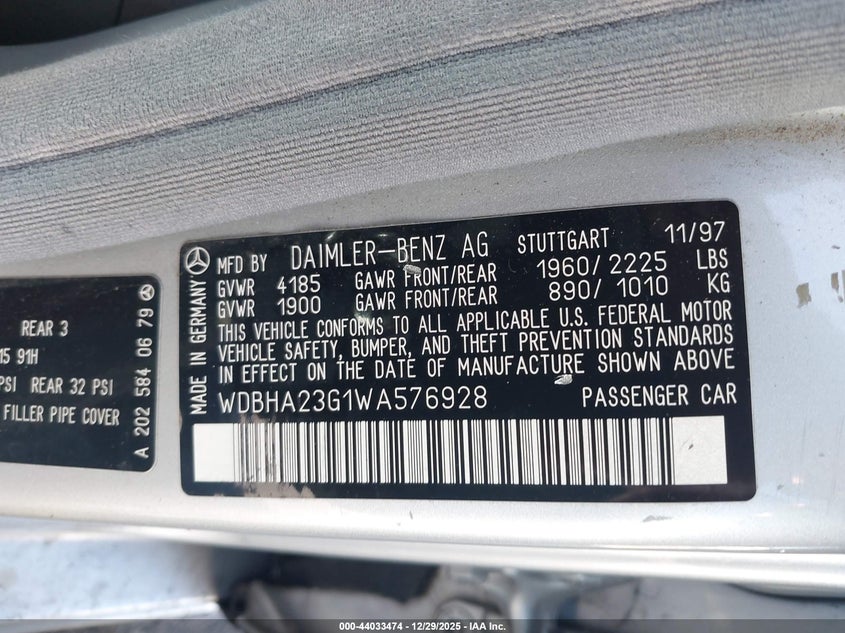 MADE IN GERMANY
MFD BY DAIMLER-BENZ AG STUTTGART 11/97
GVWR 4185 GAWR FRONT/REAR 1960/ 2225 LBS
GVWR 1900 GAWR FRONT/REAR 890/ 1010 KG
THIS VEHICLE CONFORMS TO ALL APPLICABLE U.S. FEDERAL MOTOR
VEHICLE SAFETY, BUMPER, AND THEFT PREVENTION STANDARDS
IN EFFECT ON THE DATE OF MANUFACTURE SHOWN ABOVE
WDBHA23G1WA576928 PASSENGER CAR
REAR 3
15 91H
PSI REAR 32 PSI
FILLER PIPE COVER
A 202 584 06 79
000-44033474 | 12/29/2025 | IAA Inc.